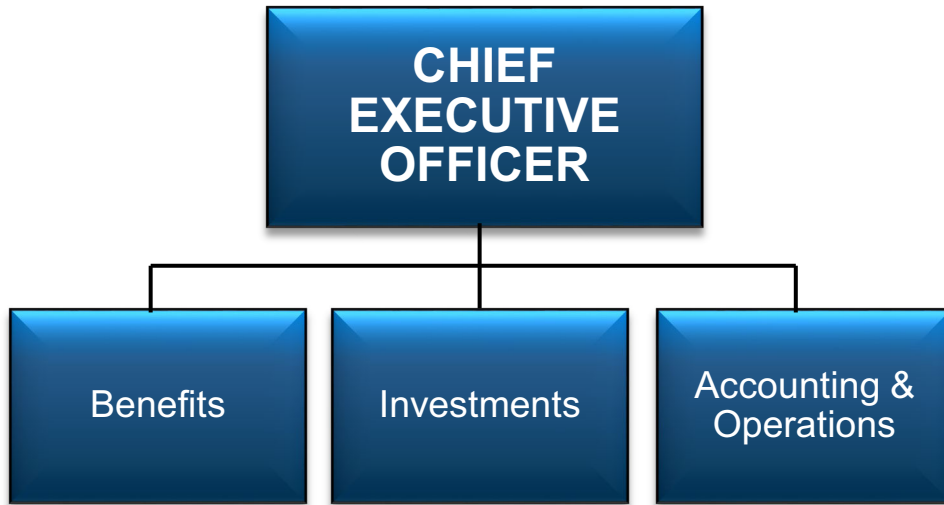 CHIEF
EXECUTIVE
OFFICER
Benefits
Investments
Accounting &
Operations